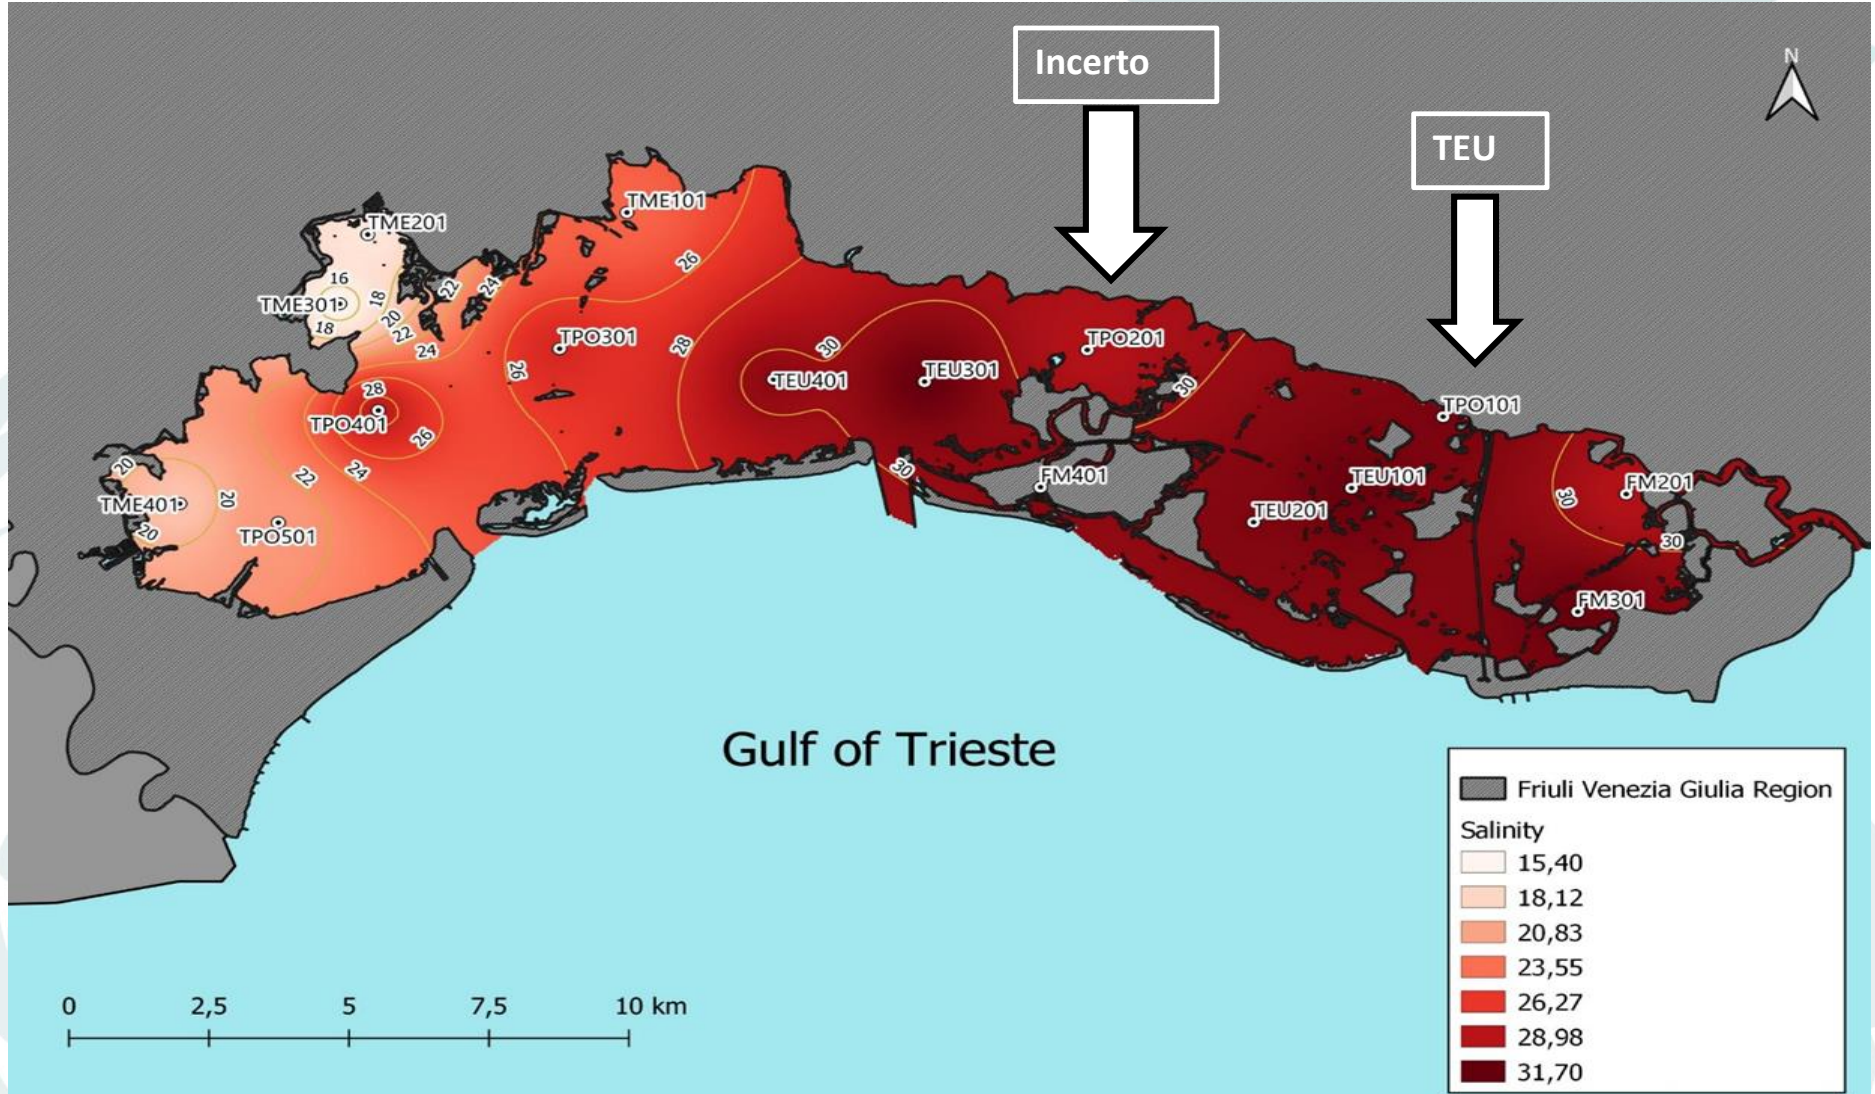 Incerto
N
TEU
TME101
TME201
26
16
22
24
TME301
18
20
18
22
TPO301
28
30
TPO201
24
26
TEU401
TEU301
30
28
TPO101
TPO401
26
20
22
24
30
FM401
TEU101
FM201
TME401
20
30
TEU201
20
TPO501
30
FM301
Gulf of Trieste
Friuli Venezia Giulia Region
Salinity
15,40
18,12
20,83
23,55
26,27
28,98
31,70
0 2,5 5 7,5 10 km